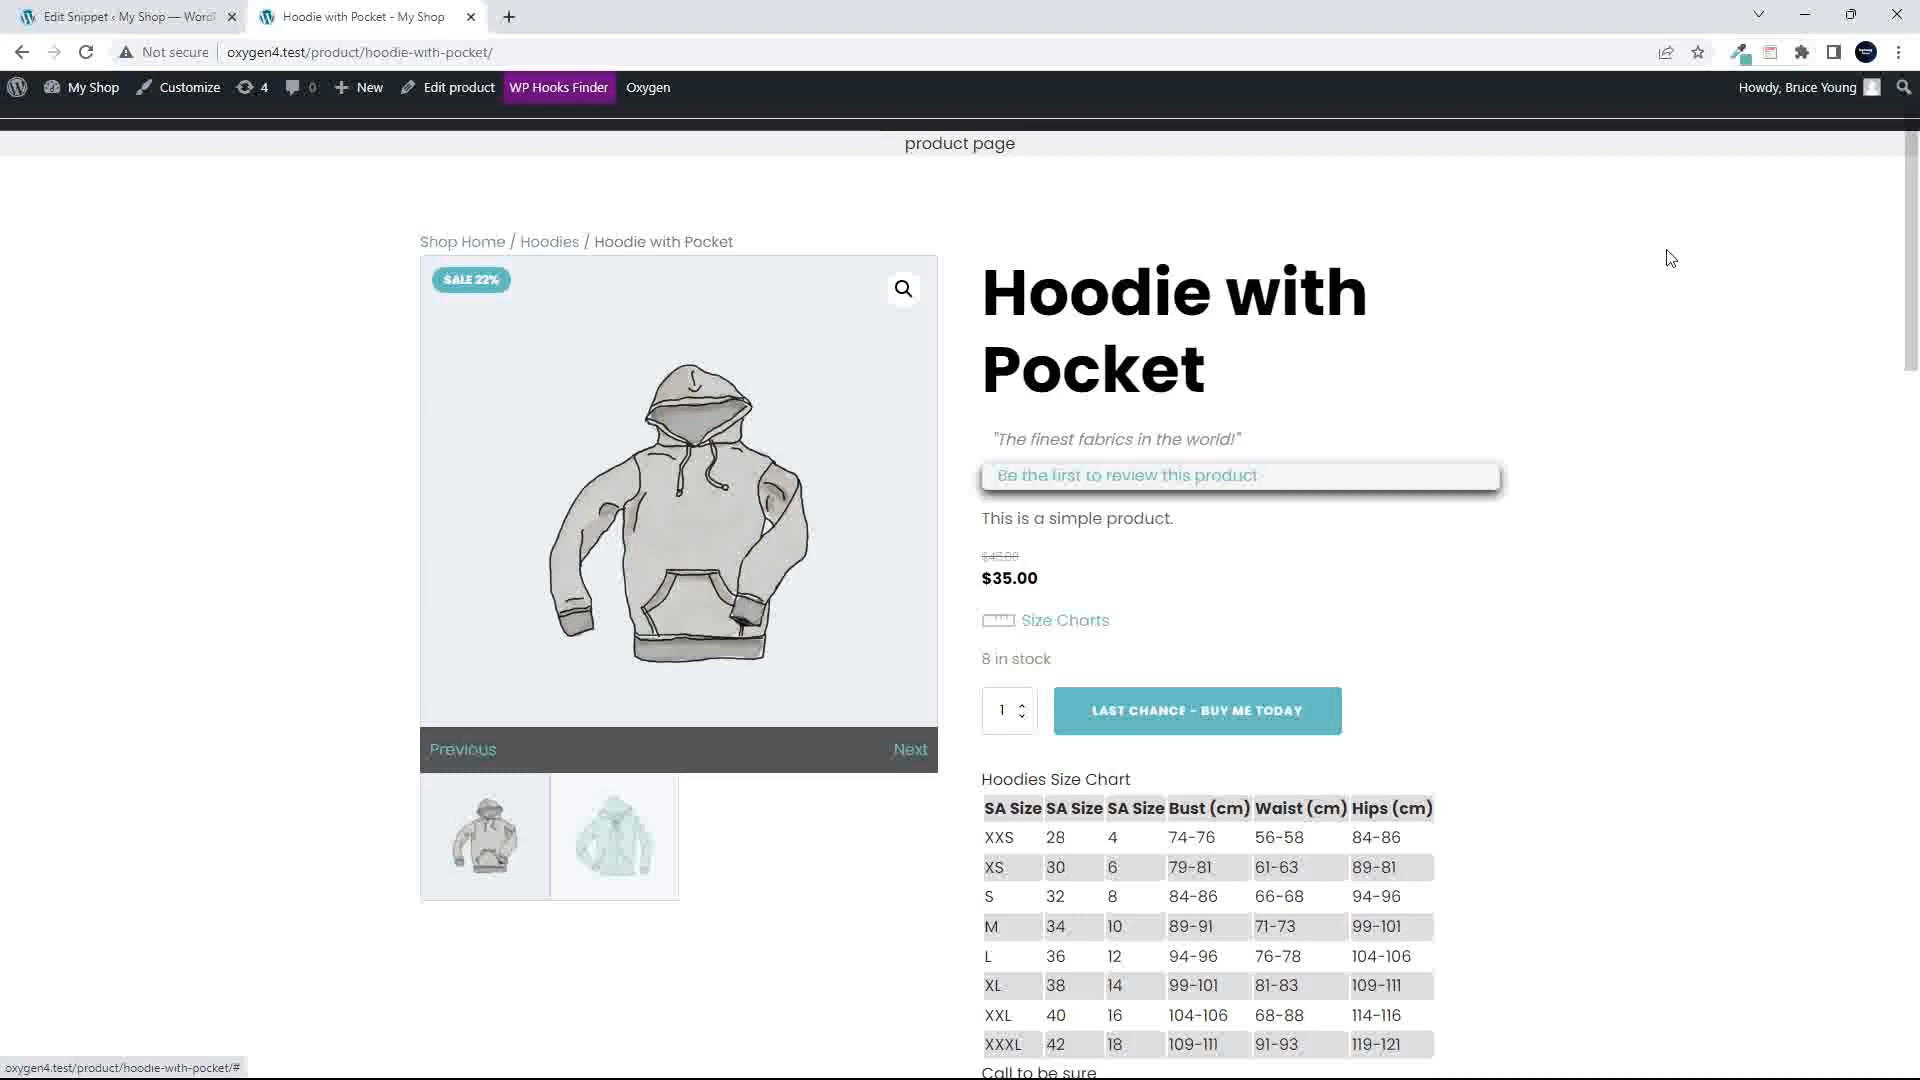 Edit Snippet ‹ My Shop — Word
Hoodie with Pocket - My Shop
Not secure
oxygen4.test/product/hoodie-with-pocket/
My Shop
Customize
4
0
New
Edit product
WP Hooks Finder
Oxygen
Howdy, Bruce Young
product page
Shop Home / Hoodies / Hoodie with Pocket
SALE 22%
Hoodie with
Pocket
"The finest fabrics in the world!"
Be the first to review this product
This is a simple product.
$45.00
$35.00
Size Charts
8 in stock
1
LAST CHANCE - BUY ME TODAY
Previous
Next
Hoodies Size Chart
SA Size SA Size SA Size Bust (cm) Waist (cm) Hips (cm)
XXS 28 4 74-76 56-58 84-86
XS 30 6 79-81 61-63 89-81
S 32 8 84-86 66-68 94-96
M 34 10 89-91 71-73 99-101
L 36 12 94-96 76-78 104-106
XL 38 14 99-101 81-83 109-111
XXL 40 16 104-106 68-88 114-116
XXXL 42 18 109-111 91-93 119-121
Call to be sure
oxygen4.test/product/hoodie-with-pocket/#